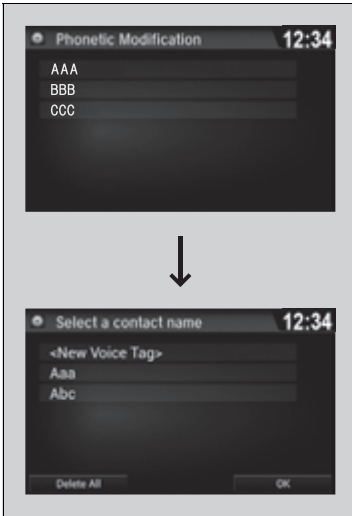 Phonetic Modification 12:34
AAA
BBB
CCC
Select a contact name 12:34
<New Voice Tag>
Aaa
Abc
Delete All OK